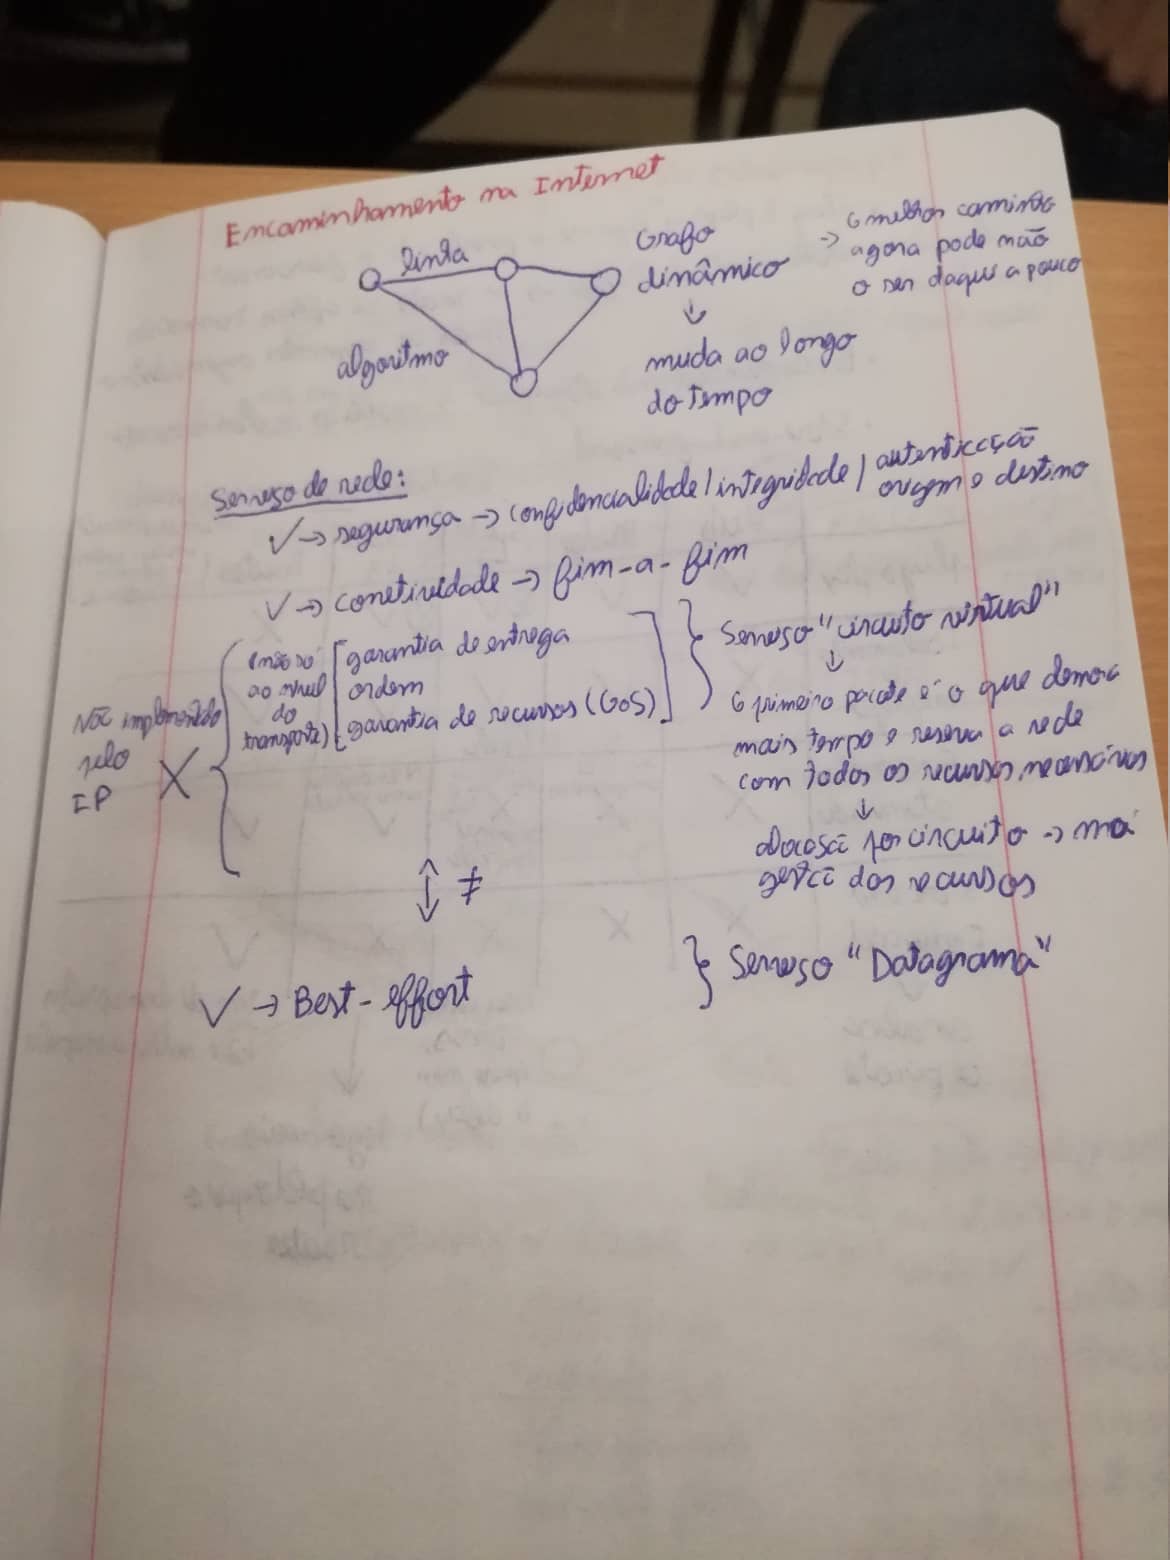 Encaminhamento na Internet
linha
algoritmo
Grafo
dinâmico
↓
muda ao longo
do tempo
→ O melhor caminho
agora pode não
o ser daqui a pouco
Serviço de rede:
✓ → segurança → confidencialidade / integridade / autenticação
origem e destino
✓ → conetividade → fim-a-fim
Não implementado
pelo
IP
X
(não só
ao nível
do
transporte)
garantia de entrega
ordem
garantia de recursos (QoS)
Serviço "circuito virtual"
↓
O primeiro pacote é o que demora
mais tempo e reserva a rede
com todos os recursos necessários
↓
alocação por circuito → má
gestão dos recursos
↕ ≠
✓ → Best-effort
Serviço "Datagrama"